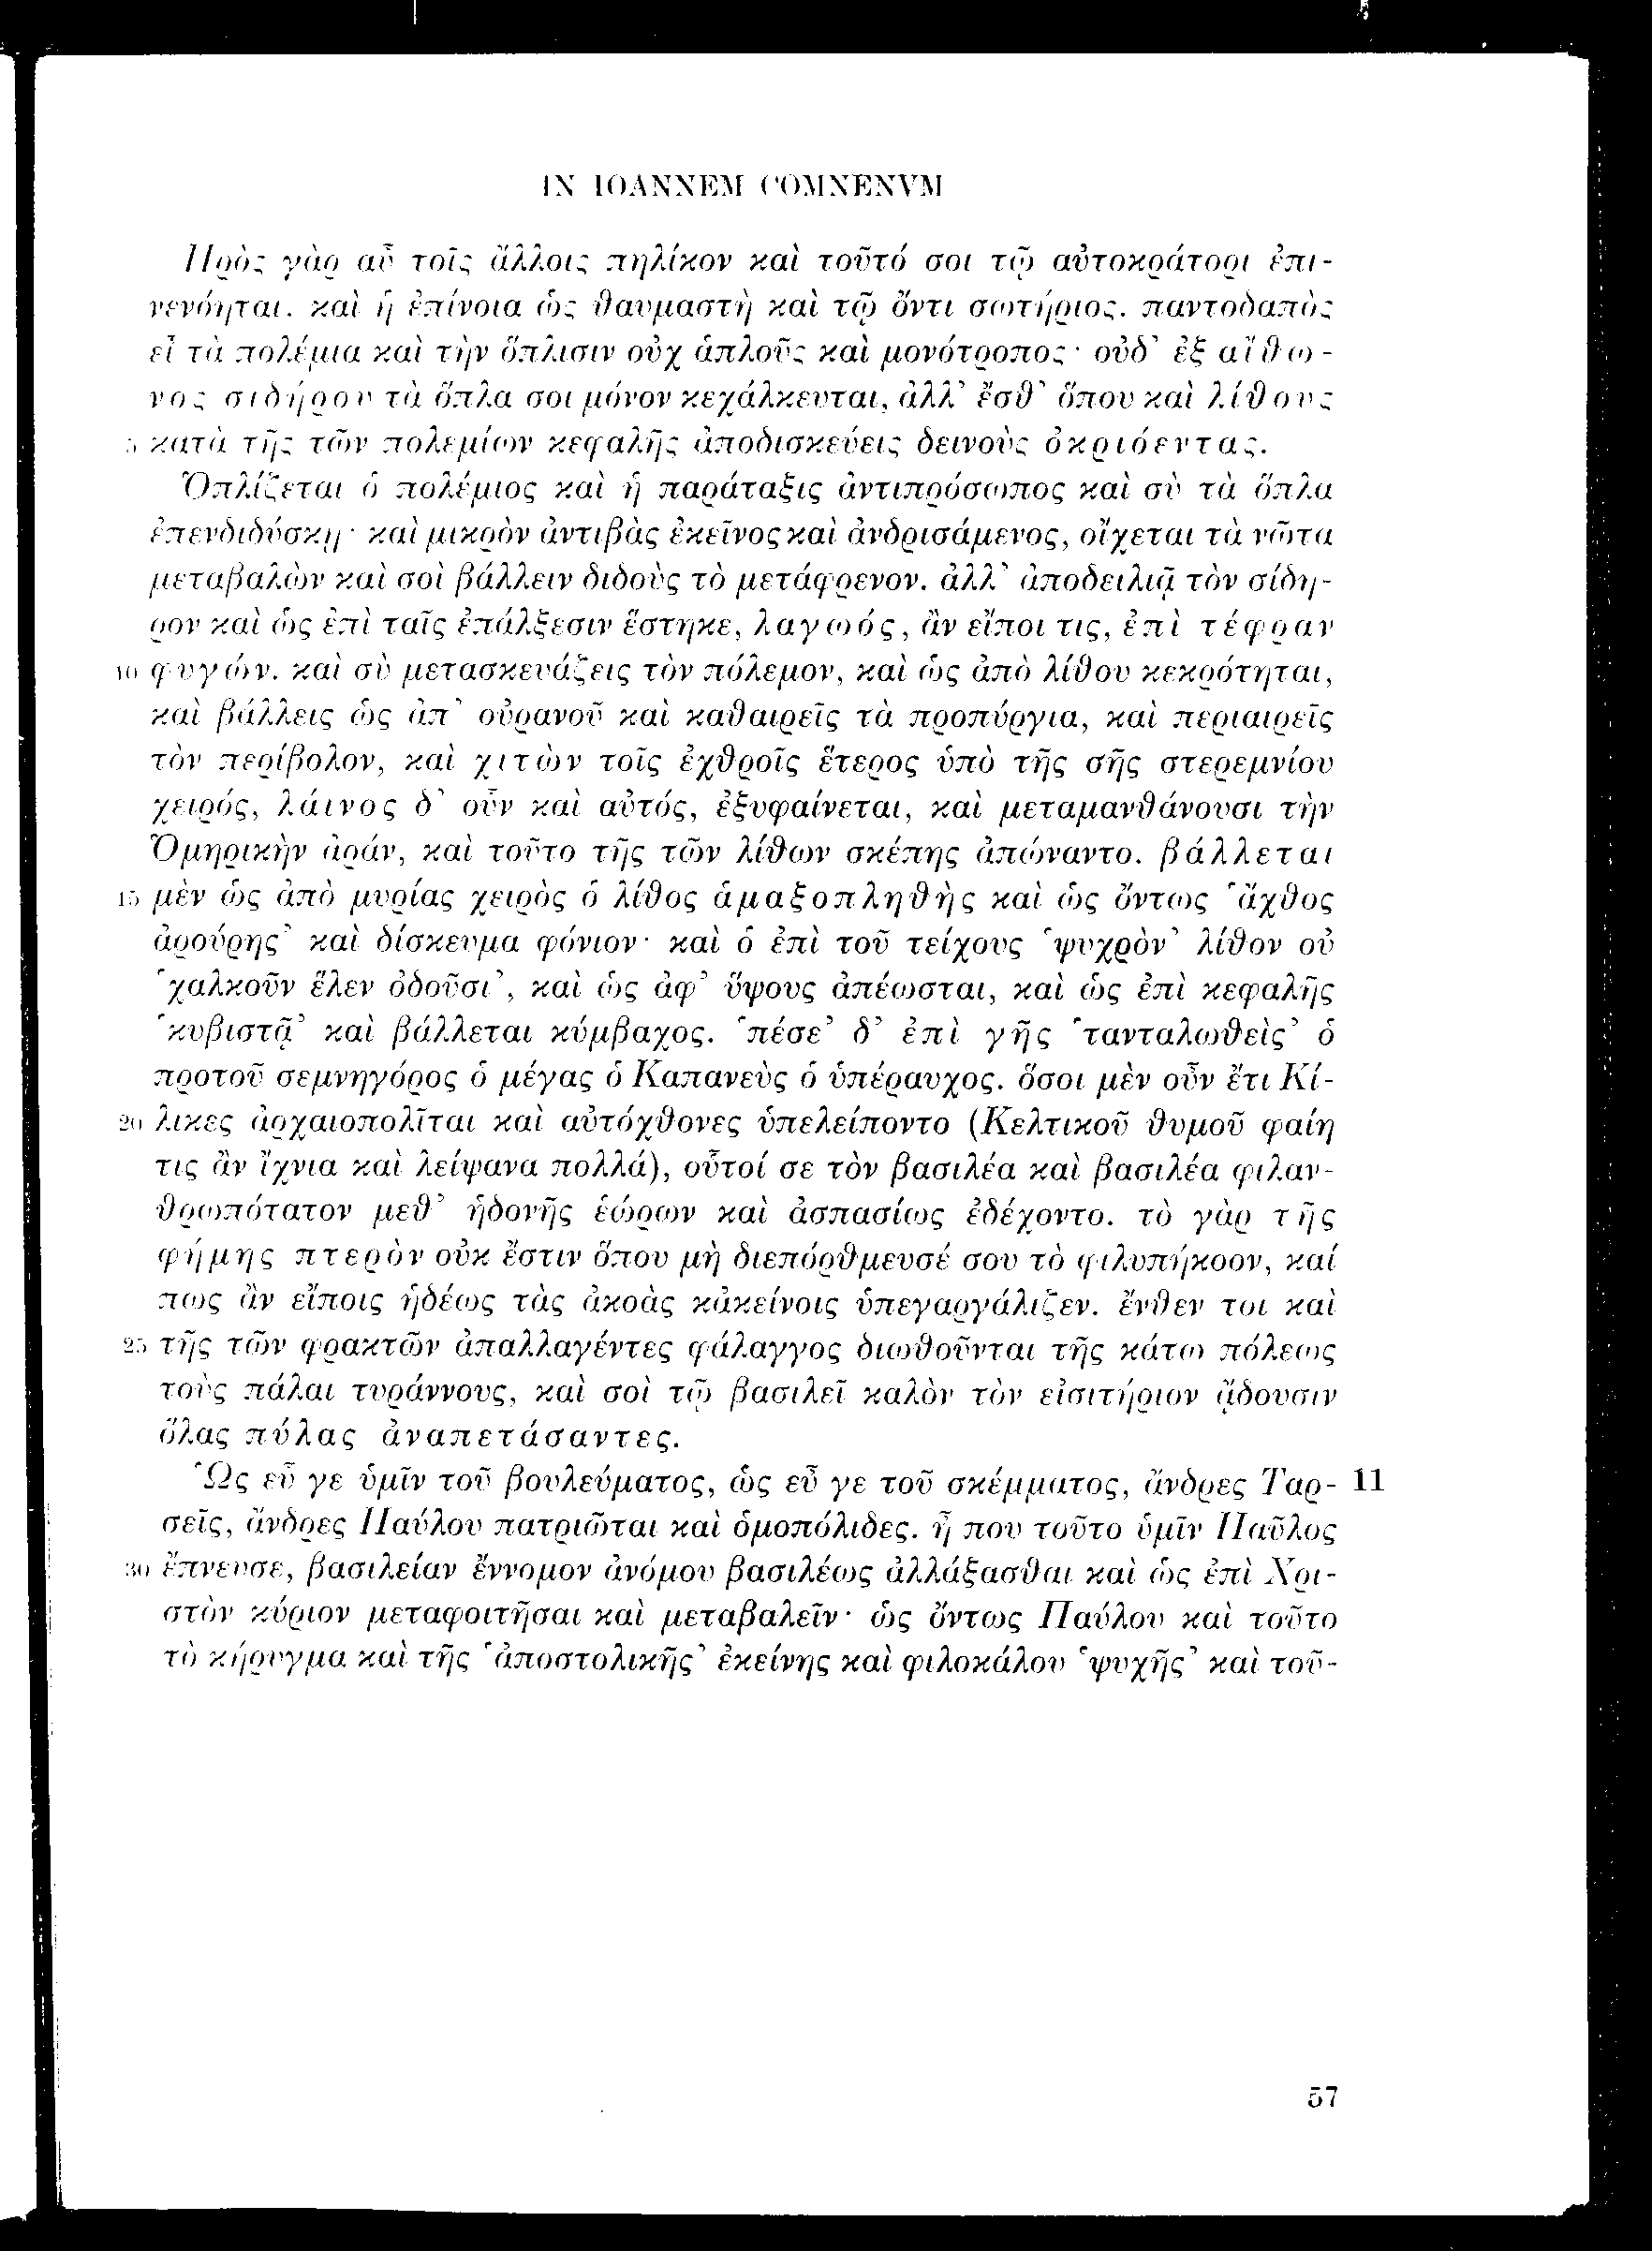 IN IOANNEM COMNENVM
Πρὸς γὰρ αὖ τοῖς ἄλλοις πηλίκον καὶ τοῦτό σοι τῷ αὐτοκράτορι ἐπι-
νενόηται. καὶ ἡ ἐπίνοια ὡς θαυμαστὴ καὶ τῷ ὄντι σωτήριος. παντοδαπὸς
εἶ τὰ πολέμια καὶ τὴν ὅπλισιν οὐχ ἁπλοῦς καὶ μονότροπος· οὐδ’ ἐξ αἴθω-
νος σιδήρου τὰ ὅπλα σοι μόνον κεχάλκευται, ἀλλ’ ἔσθ’ ὅπου καὶ λίθους
5 κατὰ τῆς τῶν πολεμίων κεφαλῆς ἀποδισκεύεις δεινοὺς ὀκριόεντας.
Ὁπλίζεται ὁ πολέμιος καὶ ἡ παράταξις ἀντιπρόσωπος καὶ σὺ τὰ ὅπλα
ἐπενδιδύσκῃ· καὶ μικρὸν ἀντιβὰς ἐκεῖνος καὶ ἀνδρισάμενος, οἴχεται τὰ νῶτα
μεταβαλὼν καὶ σοὶ βάλλειν διδοὺς τὸ μετάφρενον. ἀλλ’ ἀποδειλιᾷ τὸν σίδη-
ρον καὶ ὡς ἐπὶ ταῖς ἐπάλξεσιν ἕστηκε, λαγωός, ἂν εἴποι τις, ἐπὶ τέφραν
10 φυγών. καὶ σὺ μετασκευάζεις τὸν πόλεμον, καὶ ὡς ἀπὸ λίθου κεκρότηται,
καὶ βάλλεις ὡς ἀπ’ οὐρανοῦ καὶ καθαιρεῖς τὰ προπύργια, καὶ περιαιρεῖς
τὸν περίβολον, καὶ χιτὼν τοῖς ἐχθροῖς ἕτερος ὑπὸ τῆς σῆς στερεμνίου
χειρός, λάινος δ’ οὖν καὶ αὐτός, ἐξυφαίνεται, καὶ μεταμανθάνουσι τὴν
Ὁμηρικὴν ἀράν, καὶ τοῦτο τῆς τῶν λίθων σκέπης ἀπώναντο. βάλλεται
15 μὲν ὡς ἀπὸ μυρίας χειρὸς ὁ λίθος ἁμαξοπληθὴς καὶ ὡς ὄντως ‘ἄχθος
ἀρούρης’ καὶ δίσκευμα φόνιον· καὶ ὁ ἐπὶ τοῦ τείχους ‘ψυχρὸν’ λίθον οὐ
‘χαλκοῦν ἕλεν ὀδοῦσι’, καὶ ὡς ἀφ’ ὕψους ἀπέωσται, καὶ ὡς ἐπὶ κεφαλῆς
‘κυβιστᾷ’ καὶ βάλλεται κύμβαχος. ‘πέσε’ δ’ ἐπὶ γῆς ‘τανταλωθεὶς’ ὁ
προτοῦ σεμνηγόρος ὁ μέγας ὁ Καπανεὺς ὁ ὑπέραυχος. ὅσοι μὲν οὖν ἔτι Κί-
20 λικες ἀρχαιοπολῖται καὶ αὐτόχθονες ὑπελείποντο (Κελτικοῦ θυμοῦ φαίη
τις ἂν ἴχνια καὶ λείψανα πολλά), οὗτοί σε τὸν βασιλέα καὶ βασιλέα φιλαν-
θρωπότατον μεθ’ ἡδονῆς ἑώρων καὶ ἀσπασίως ἐδέχοντο. τὸ γὰρ τῆς
φήμης πτερὸν οὐκ ἔστιν ὅπου μὴ διεπόρθμευσέ σου τὸ φιλυπήκοον, καί
πως ἂν εἴποις ἡδέως τὰς ἀκοὰς κἀκείνοις ὑπεγαργάλιζεν. ἔνθεν τοι καὶ
25 τῆς τῶν φρακτῶν ἀπαλλαγέντες φάλαγγος διωθοῦνται τῆς κάτω πόλεως
τοὺς πάλαι τυράννους, καὶ σοὶ τῷ βασιλεῖ καλὸν τὸν εἰσιτήριον ᾄδουσιν
ὅλας πύλας ἀναπετάσαντες.
Ὡς εὖ γε ὑμῖν τοῦ βουλεύματος, ὡς εὖ γε τοῦ σκέμματος, ἄνδρες Ταρ- 11
σεῖς, ἄνδρες Παύλου πατριῶται καὶ ὁμοπόλιδες. ἦ που τοῦτο ὑμῖν Παῦλος
30 ἔπνευσε, βασιλείαν ἔννομον ἀνόμου βασιλέως ἀλλάξασθαι καὶ ὡς ἐπὶ Χρι-
στὸν κύριον μεταφοιτῆσαι καὶ μεταβαλεῖν· ὡς ὄντως Παύλου καὶ τοῦτο
τὸ κήρυγμα καὶ τῆς ‘ἀποστολικῆς’ ἐκείνης καὶ φιλοκάλου ‘ψυχῆς’ καὶ τοῦ-
57